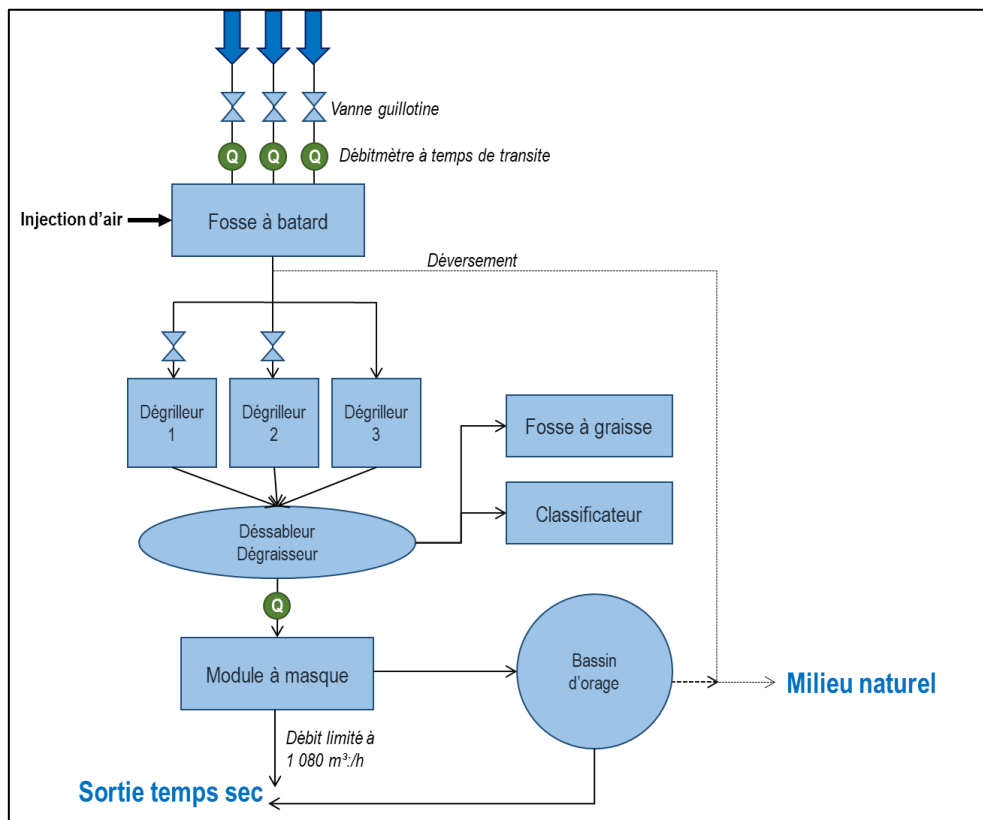 Vanne guillotine
Q Q Q
Débitmètre à temps de transite
Injection d'air
Fosse à batard
Déversement
Dégrilleur
1
Dégrilleur
2
Dégrilleur
3
Fosse à graisse
Classificateur
Déssableur
Dégraisseur
Q
Module à masque
Bassin
d'orage
Milieu naturel
Débit limité à
1 080 m³:/h
Sortie temps sec